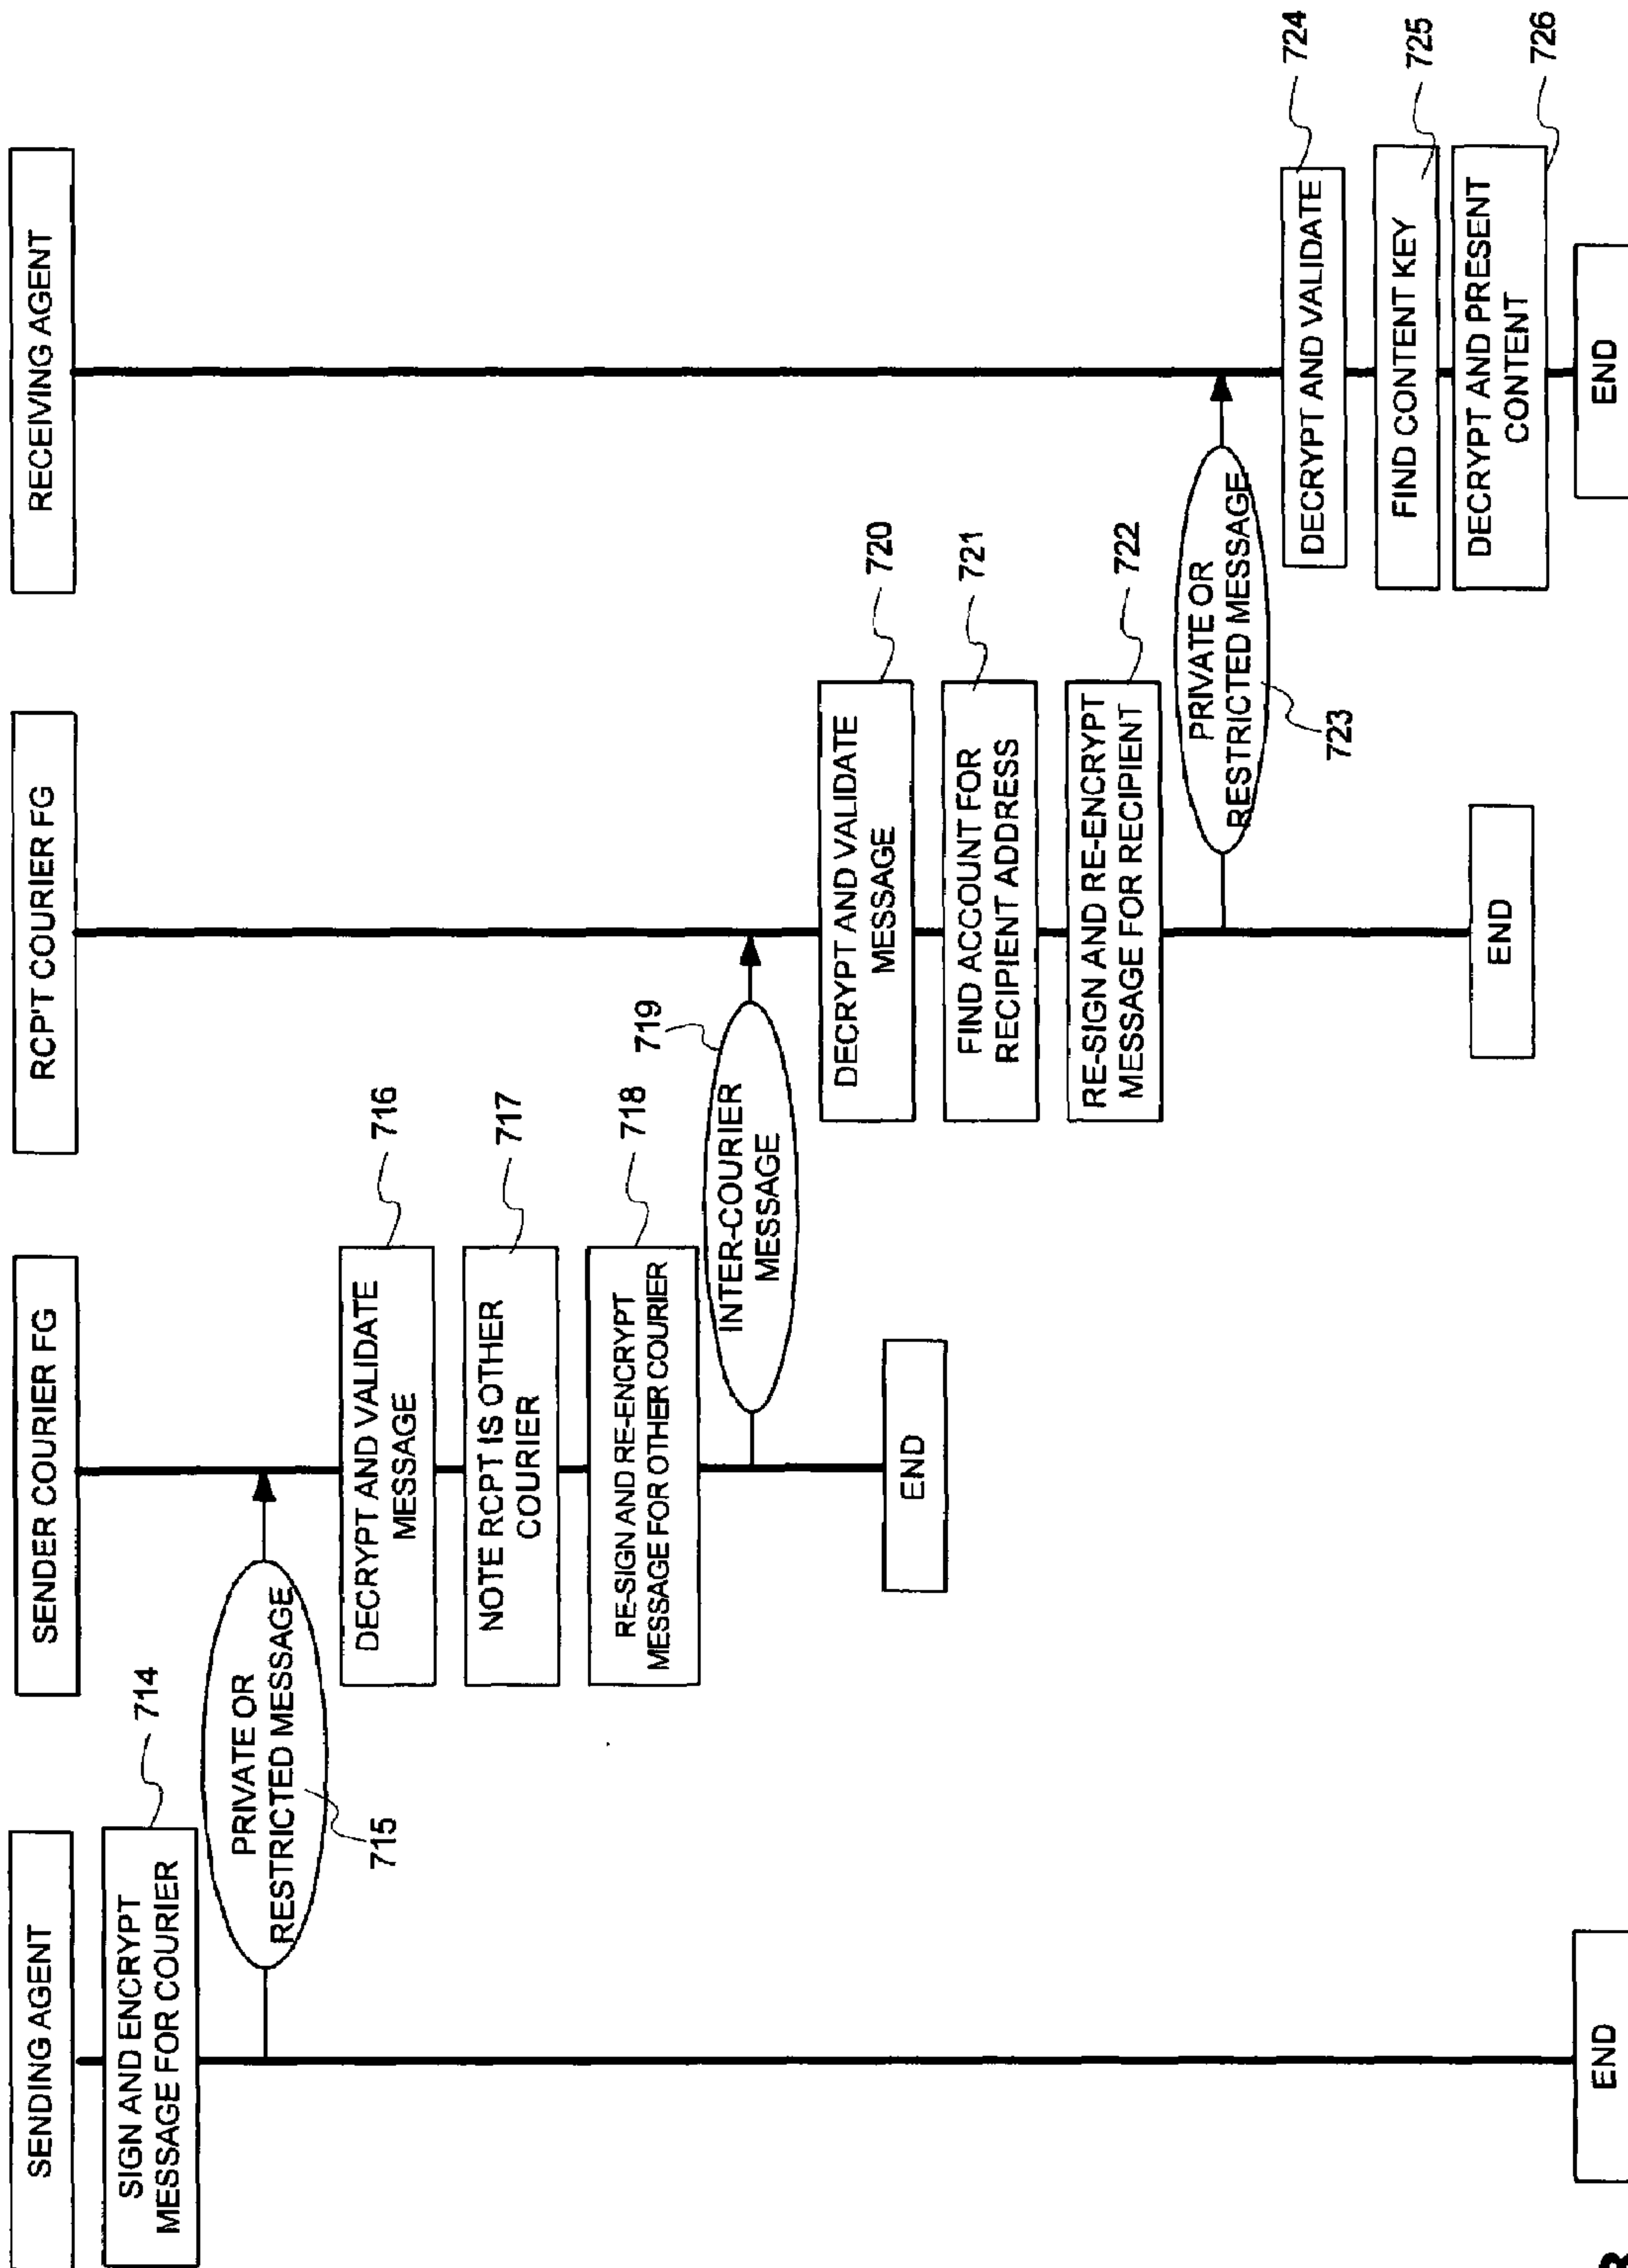 SENDING AGENT
SENDER COURIER FG
RCP'T COURIER FG
RECEIVING AGENT
SIGN AND ENCRYPT
MESSAGE FOR COURIER
714
PRIVATE OR
RESTRICTED MESSAGE
715
DECRYPT AND VALIDATE
MESSAGE
716
NOTE RCPT IS OTHER
COURIER
717
RE-SIGN AND RE-ENCRYPT
MESSAGE FOR OTHER COURIER
718
INTER-COURIER
MESSAGE
719
DECRYPT AND VALIDATE
MESSAGE
720
END
FIND ACCOUNT FOR
RECIPIENT ADDRESS
721
RE-SIGN AND RE-ENCRYPT
MESSAGE FOR RECIPIENT
722
PRIVATE OR
RESTRICTED MESSAGE
723
DECRYPT AND VALIDATE
724
FIND CONTENT KEY
725
DECRYPT AND PRESENT
CONTENT
726
END
END
END